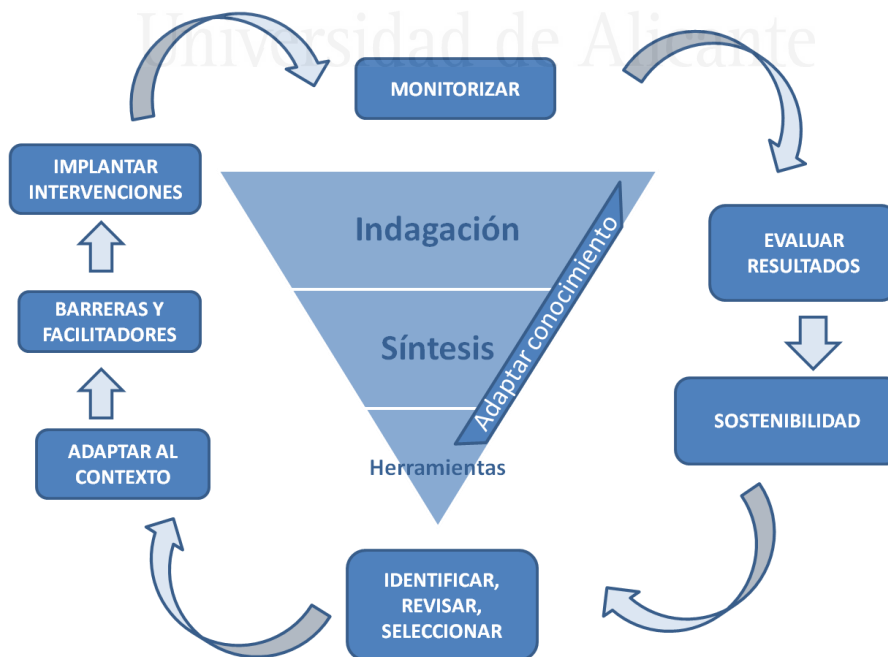 Universidad de Alicante
MONITORIZAR
IMPLANTAR
INTERVENCIONES
Indagación
EVALUAR
RESULTADOS
BARRERAS Y
FACILITADORES
Síntesis
Adaptar conocimiento
SOSTENIBILIDAD
ADAPTAR AL
CONTEXTO
Herramientas
IDENTIFICAR,
REVISAR,
SELECCIONAR